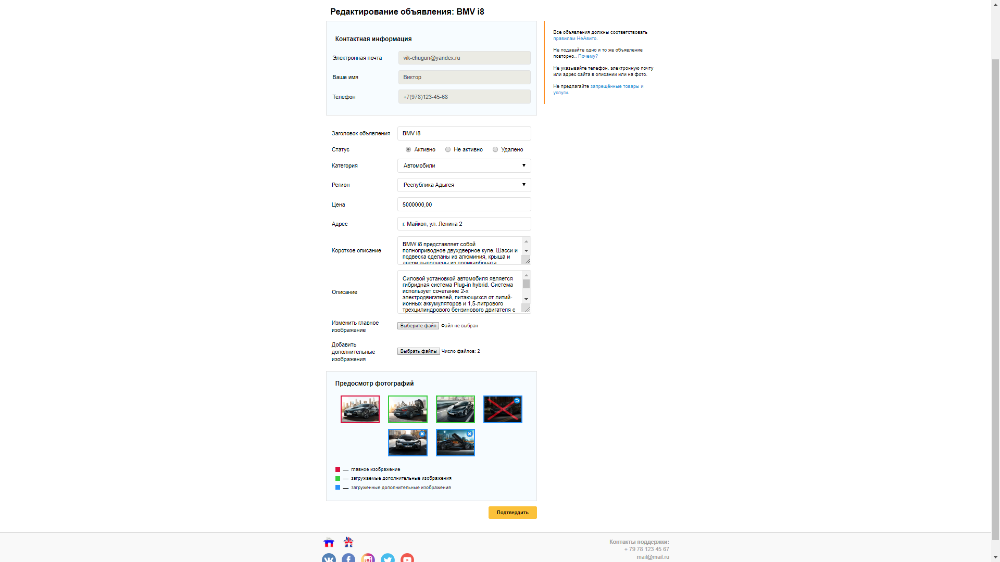 Редактирование объявления: BMV i8
Контактная информация
Электронная почта
vik-chugun@yandex.ru
Ваше имя
Виктор
Телефон
+7(978)123-45-68
Все объявления должны соответствовать
правилам НеАвито.
Не подавайте одно и то же объявление
повторно.. Почему?
Не указывайте телефон, электронную почту
или адрес сайта в описании или на фото.
Не предлагайте запрещённые товары и
услуги.
Заголовок объявления
BMV i8
Статус
Активно
Не активно
Удалено
Категория
Автомобили
Регион
Республика Адыгея
Цена
5000000,00
Адрес
г. Майкоп, ул. Ленина 2
Короткое описание
BMW i8 представляет собой
полноприводное двухдверное купе. Шасси и
подвеска сделаны из алюминия, крыша и
двери выполнены из поликарбоната
Описание
Силовой установкой автомобиля является
гибридная система Plug-in hybrid. Система
использует сочетание 2-х
электродвигателей, питающихся от литий-
ионных аккумуляторов и 1,5-литрового
трехцилиндрового бензинового двигателя с
Изменить главное
изображение
Выберите файл Файл не выбран
Добавить
дополнительные
изображения
Выбрать файлы Число файлов: 2
Предосмотр фотографий
— главное изображение
— загружаемые дополнительные изображения
— загруженные дополнительные изображения
Подтвердить
Контакты поддержки:
+ 79 78 123 45 67
mail@mail.ru